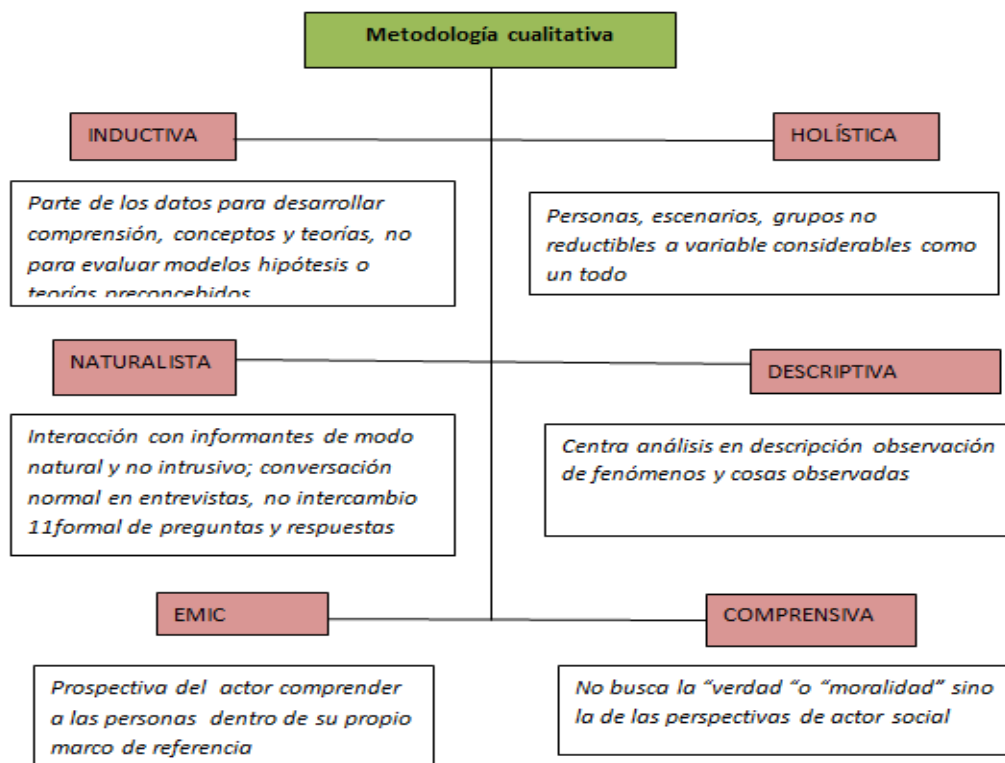 Metodología cualitativa
INDUCTIVA
Parte de los datos para desarrollar
comprensión, conceptos y teorías, no
para evaluar modelos hipótesis o
teorías preconcebidos
HOLÍSTICA
Personas, escenarios, grupos no
reductibles a variable considerables como
un todo
NATURALISTA
Interacción con informantes de modo
natural y no intrusivo; conversación
normal en entrevistas, no intercambio
11formal de preguntas y respuestas
DESCRIPTIVA
Centra análisis en descripción observación
de fenómenos y cosas observadas
EMIC
Prospectiva del actor comprender
a las personas dentro de su propio
marco de referencia
COMPRENSIVA
No busca la “verdad “o “moralidad” sino
la de las perspectivas de actor social